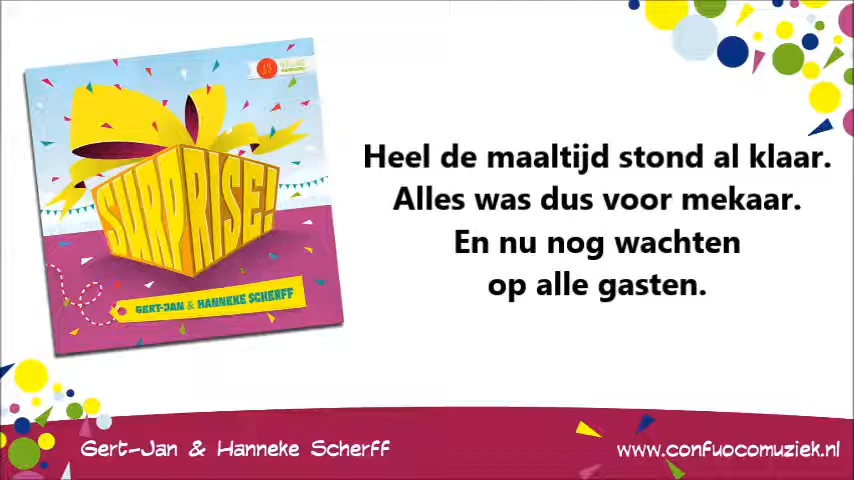 Heel de maaltijd stond al klaar.
Alles was dus voor mekaar.
En nu nog wachten
op alle gasten.
SURPRISE!
GERT-JAN & HANNEKE SCHERFF
Gert-Jan & Hanneke Scherff
www.confuocomuziek.nl